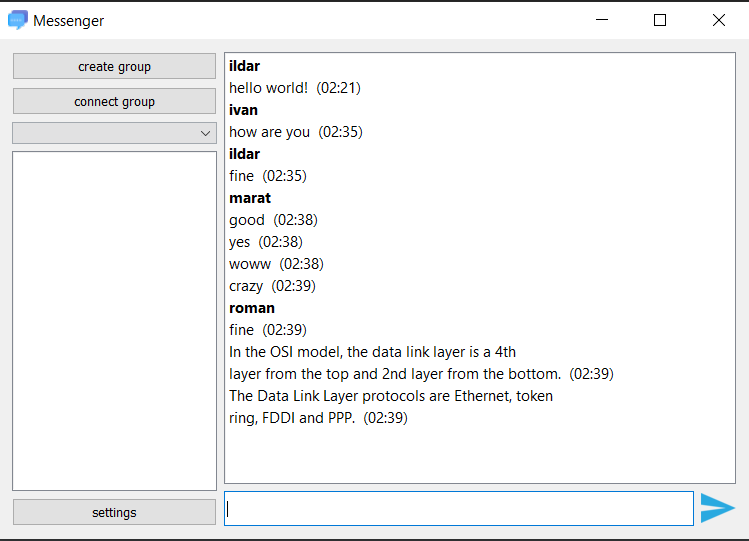 Messenger
create group
connect group
settings
ildar
hello world!  (02:21)
ivan
how are you  (02:35)
ildar
fine  (02:35)
marat
good  (02:38)
yes  (02:38)
woww  (02:38)
crazy  (02:39)
roman
fine  (02:39)
In the OSI model, the data link layer is a 4th
layer from the top and 2nd layer from the bottom.  (02:39)
The Data Link Layer protocols are Ethernet, token
ring, FDDI and PPP.  (02:39)